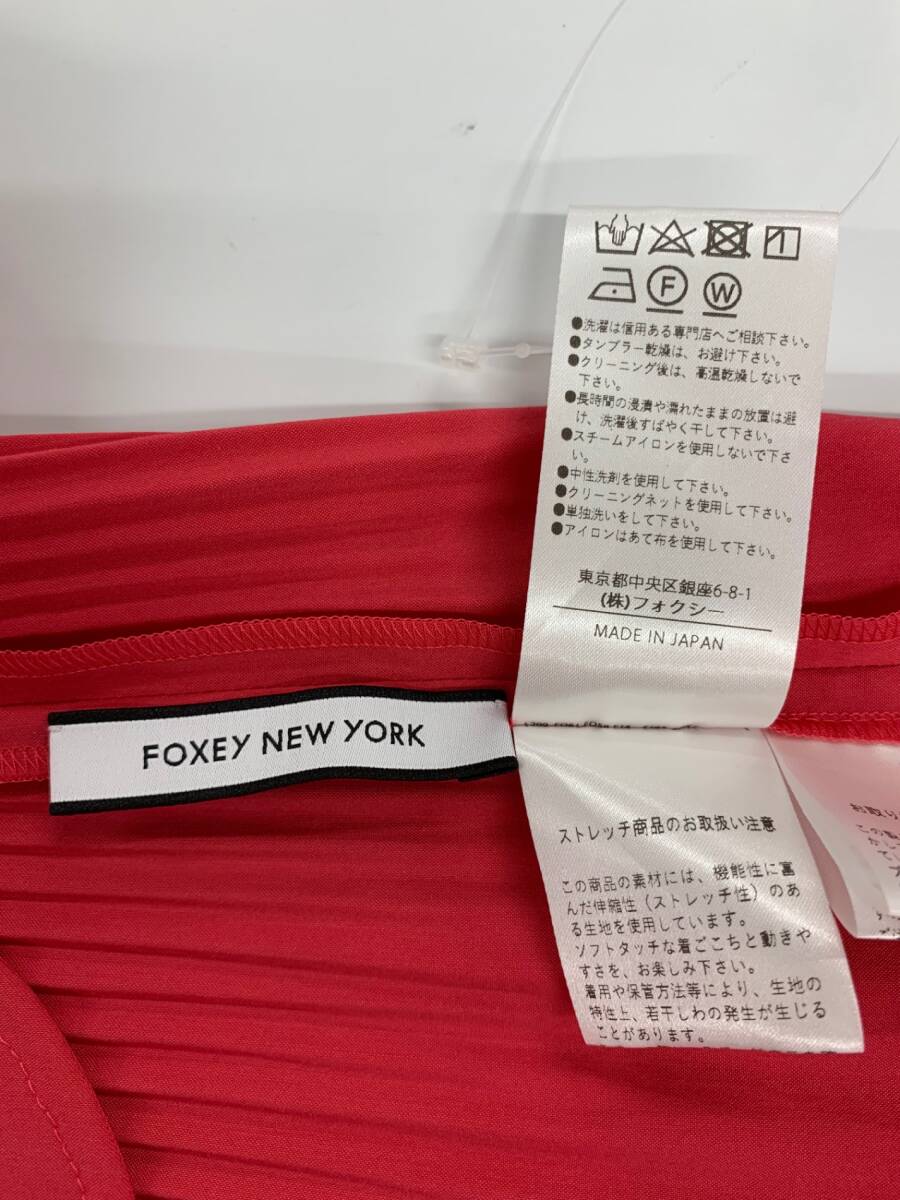 F
W
●洗濯は信用ある専門店へご相談下さい。
●タンブラー乾燥は、お避け下さい。
●クリーニング後は、高温乾燥しないで
下さい。
●長時間の浸漬や濡れたままの放置は避
け、洗濯後すばやく干して下さい。
●スチームアイロンを使用しないで下さ
い。
●中性洗剤を使用して下さい。
●クリーニングネットを使用して下さい。
●単独洗いをして下さい。
●アイロンはあて布を使用して下さい。
東京都中央区銀座6-8-1
(株)フォクシー
MADE IN JAPAN
FOXEY NEW YORK
ストレッチ商品のお取扱い注意
この商品の素材には、機能性に富
んだ伸縮性（ストレッチ性）のあ
る生地を使用しています。
ソフトタッチな着ごこちと動きや
すさを、お楽しみ下さい。
着用や保管方法等により、生地の
特性上、若干しわの発生が生じる
ことがあります。
お取り
この製
かして